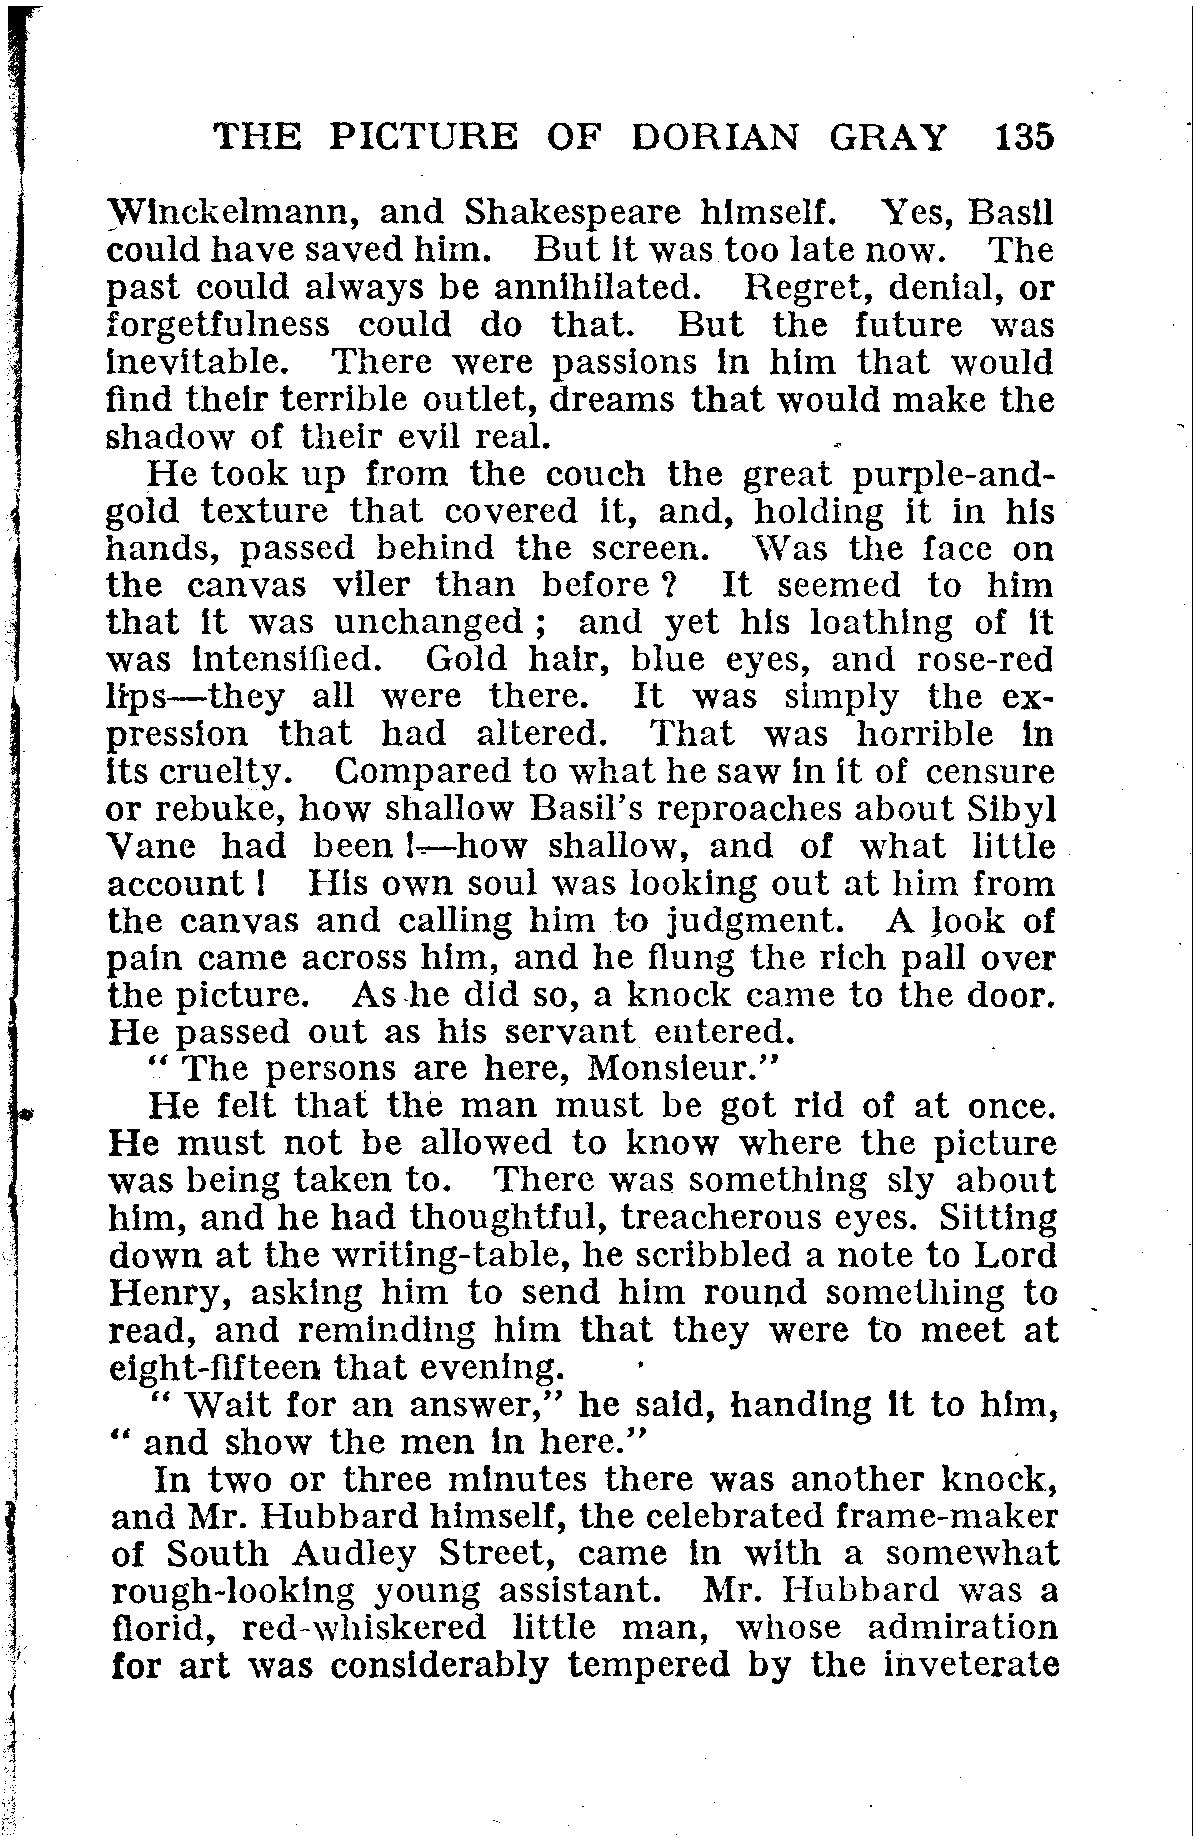 THE PICTURE OF DORIAN GRAY 135
Winckelmann, and Shakespeare himself. Yes, Basil
could have saved him. But it was too late now. The
past could always be annihilated. Regret, denial, or
forgetfulness could do that. But the future was
inevitable. There were passions in him that would
find their terrible outlet, dreams that would make the
shadow of their evil real.
He took up from the couch the great purple-and-
gold texture that covered it, and, holding it in his
hands, passed behind the screen. Was the face on
the canvas viler than before ? It seemed to him
that it was unchanged ; and yet his loathing of it
was intensified. Gold hair, blue eyes, and rose-red
lips—they all were there. It was simply the ex-
pression that had altered. That was horrible in
its cruelty. Compared to what he saw in it of censure
or rebuke, how shallow Basil's reproaches about Sibyl
Vane had been !—how shallow, and of what little
account ! His own soul was looking out at him from
the canvas and calling him to judgment. A look of
pain came across him, and he flung the rich pall over
the picture. As he did so, a knock came to the door.
He passed out as his servant entered.
“ The persons are here, Monsieur.”
He felt that the man must be got rid of at once.
He must not be allowed to know where the picture
was being taken to. There was something sly about
him, and he had thoughtful, treacherous eyes. Sitting
down at the writing-table, he scribbled a note to Lord
Henry, asking him to send him round something to
read, and reminding him that they were to meet at
eight-fifteen that evening.
“ Wait for an answer,” he said, handing it to him,
“ and show the men in here.”
In two or three minutes there was another knock,
and Mr. Hubbard himself, the celebrated frame-maker
of South Audley Street, came in with a somewhat
rough-looking young assistant. Mr. Hubbard was a
florid, red-whiskered little man, whose admiration
for art was considerably tempered by the inveterate